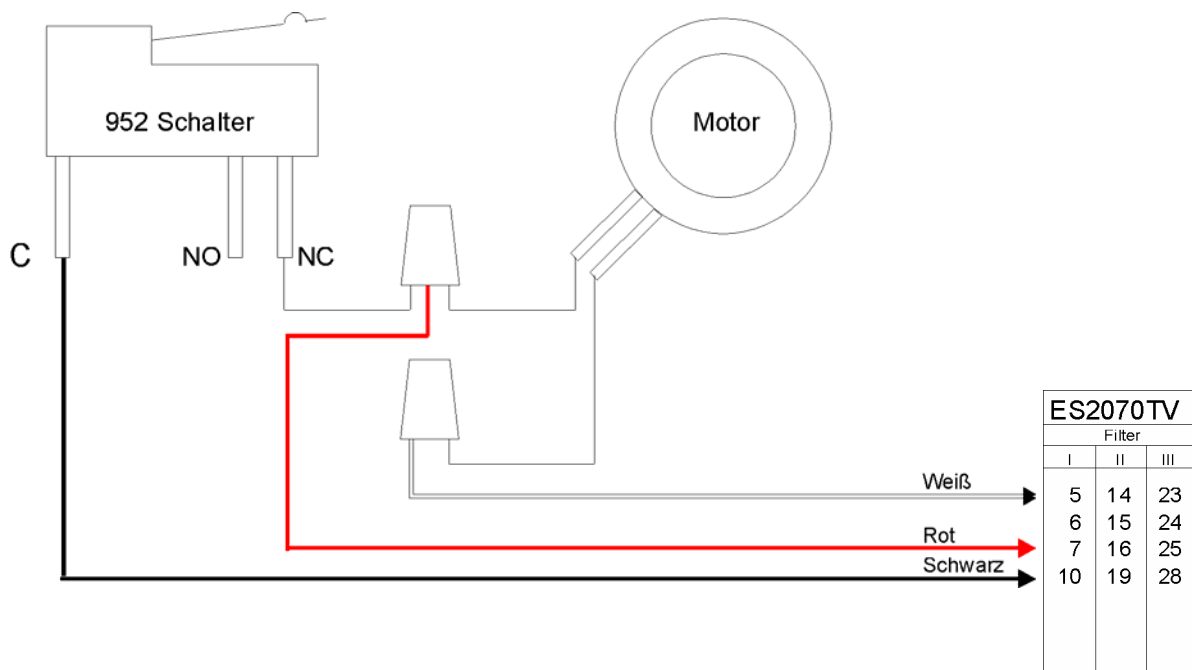 952 Schalter
Motor
C
NO
NC
ES2070TV
Filter
I II III
Weiß
5 14 23
6 15 24
Rot
7 16 25
Schwarz
10 19 28